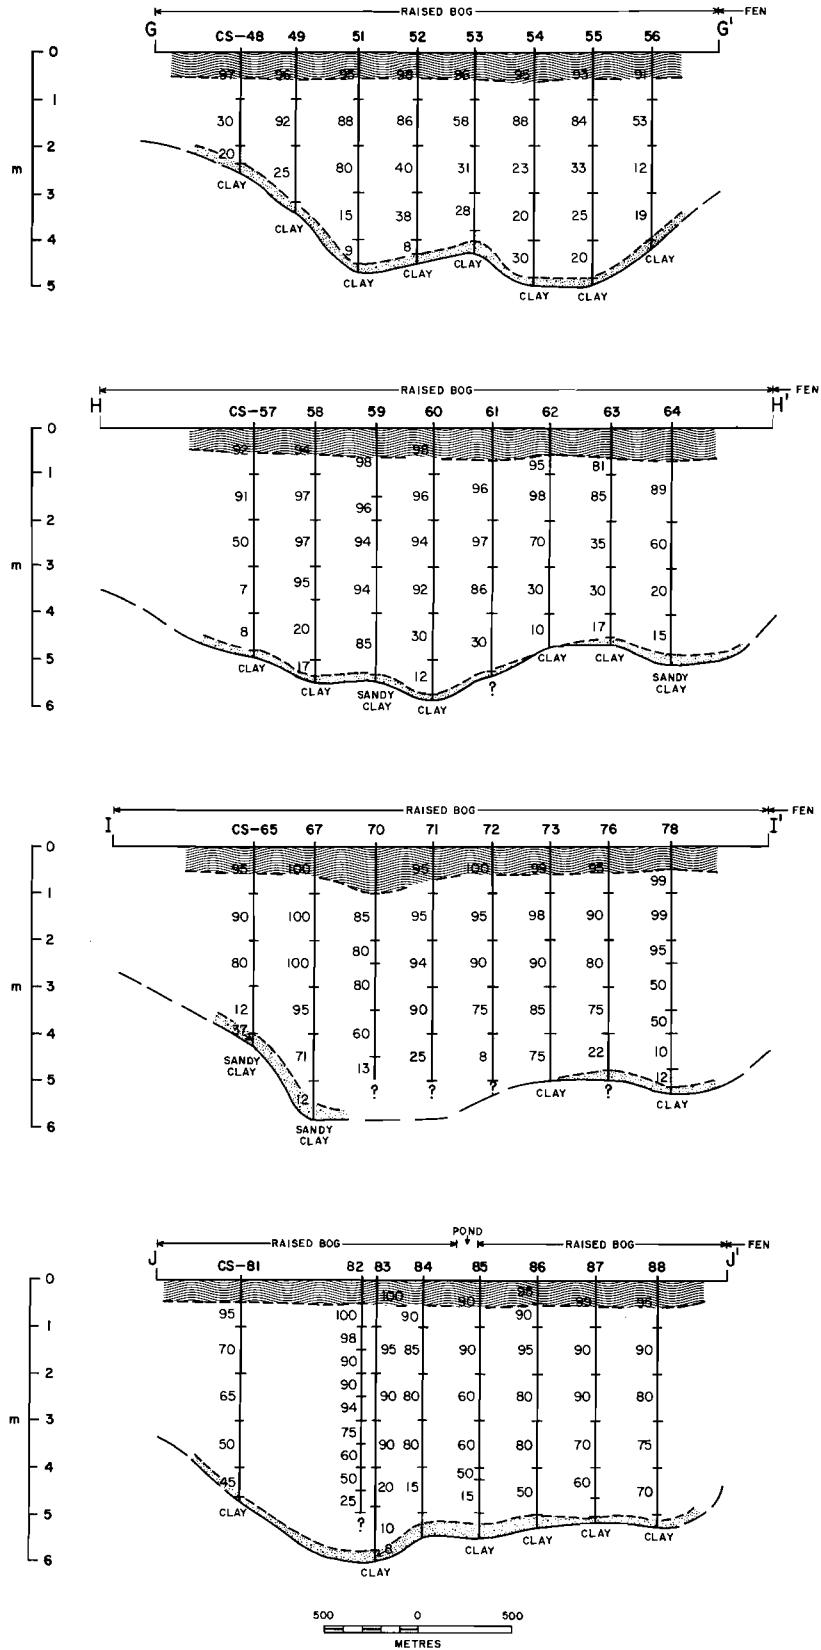 RAISED BOG FEN
G CS-48 49 51 52 53 54 55 56 G'
0
97 96 95 95 86 95 93 91
1
30 92 88 86 58 88 84 53
2
20 25 80 40 31 23 33 12
m
3
CLAY CLAY 15 38 28 20 25 19
4
9 8 CLAY 30 20 CLAY
5
CLAY CLAY CLAY CLAY
RAISED BOG FEN
H CS-57 58 59 60 61 62 63 64 H'
0
92 94 98 98 95 81
1
91 97 96 96 96 98 85 89
2
50 97 94 94 97 70 35 60
m
3
7 95 94 92 86 30 30 20
4
8 20 85 30 30 10 17 15
5
CLAY 17 12 CLAY CLAY
CLAY SANDY CLAY CLAY ? SANDY CLAY
6
RAISED BOG FEN
I CS-65 67 70 71 72 73 76 78 I'
0
95 100 95 100 99 95 99
1
90 100 85 95 95 98 90 99
2
80 100 80 80 94 90 90 80 95 50
m
3
12 95 60 90 75 85 75 50
4
37 71 13 25 8 75 22 10
SANDY CLAY
5
12 ? ? ? CLAY ? 12 CLAY
6
SANDY CLAY
POND
RAISED BOG RAISED BOG FEN
J CS-81 82 83 84 85 86 87 88 J'
0
95 100 100 90 90 95 90 99 95
1
70 98 90 95 85 90 95 90 90
2
65 90 94 90 80 60 80 90 80
m
3
50 75 60 90 80 60 80 70 75
4
45 50 25 20 15 50 15 50 60 70
5
CLAY ? 10 8 CLAY CLAY CLAY CLAY
6
CLAY
500 0 500
METRES